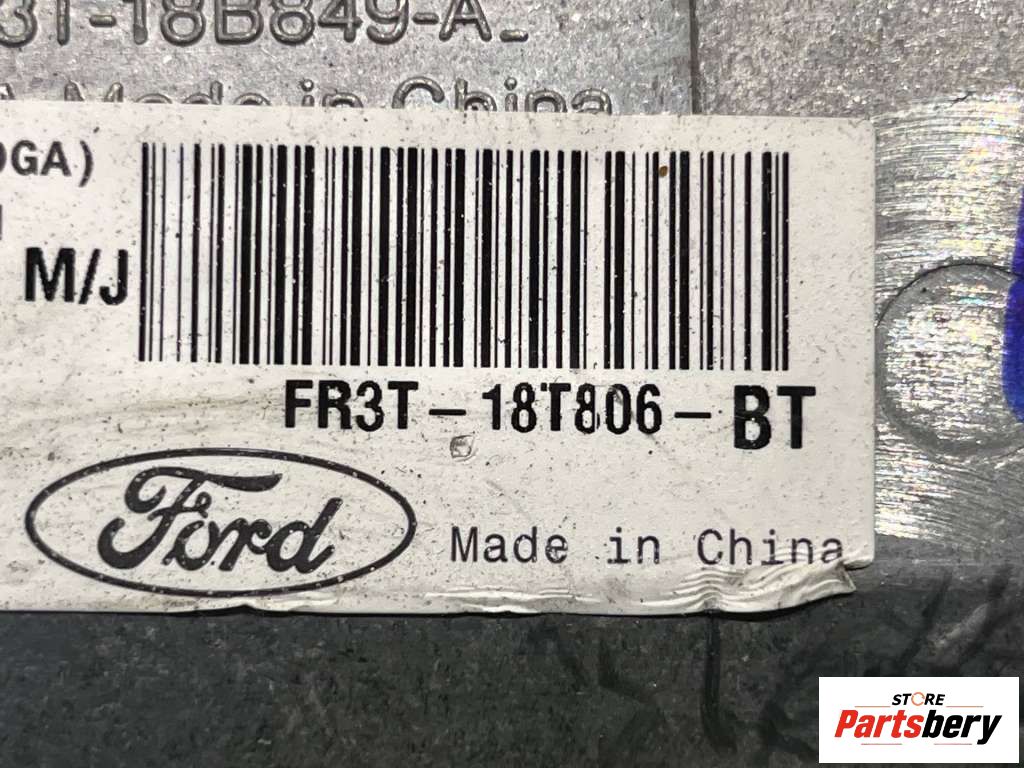 3T-18B849-A
Made in China
OGA)
M/J
FR3T-18T806-BT
Ford
Made in China
STORE
Partsbery